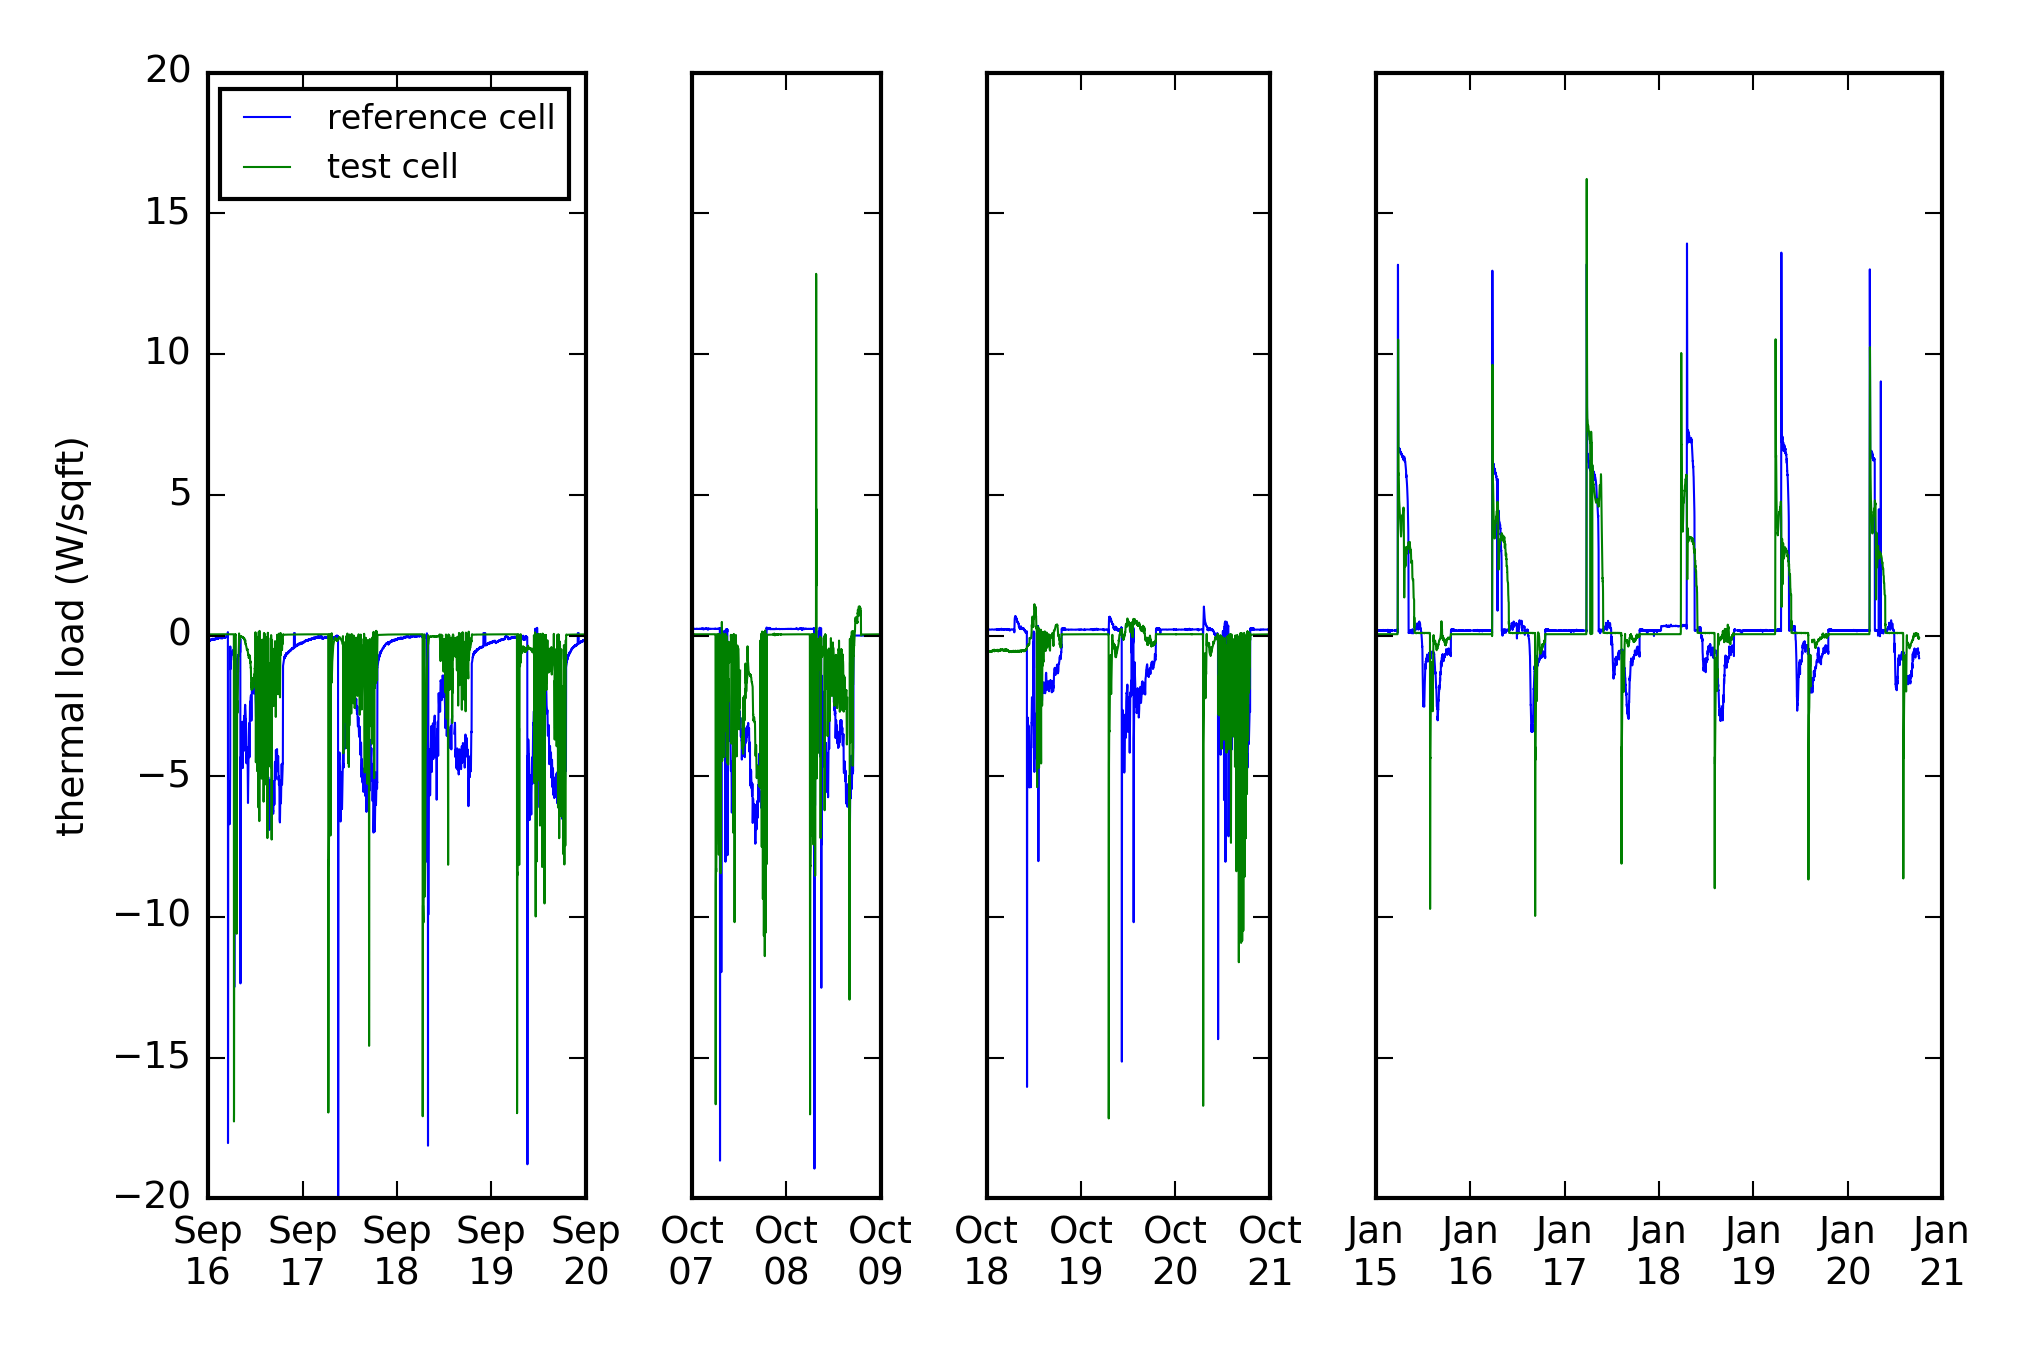 20
15
10
5
0
−5
−10
−15
−20
thermal load (W/sqft)
reference cell
test cell
Sep 16
Sep 17
Sep 18
Sep 19
Sep 20
Oct 07
Oct 08
Oct 09
Oct 18
Oct 19
Oct 20
Oct 21
Jan 15
Jan 16
Jan 17
Jan 18
Jan 19
Jan 20
Jan 21